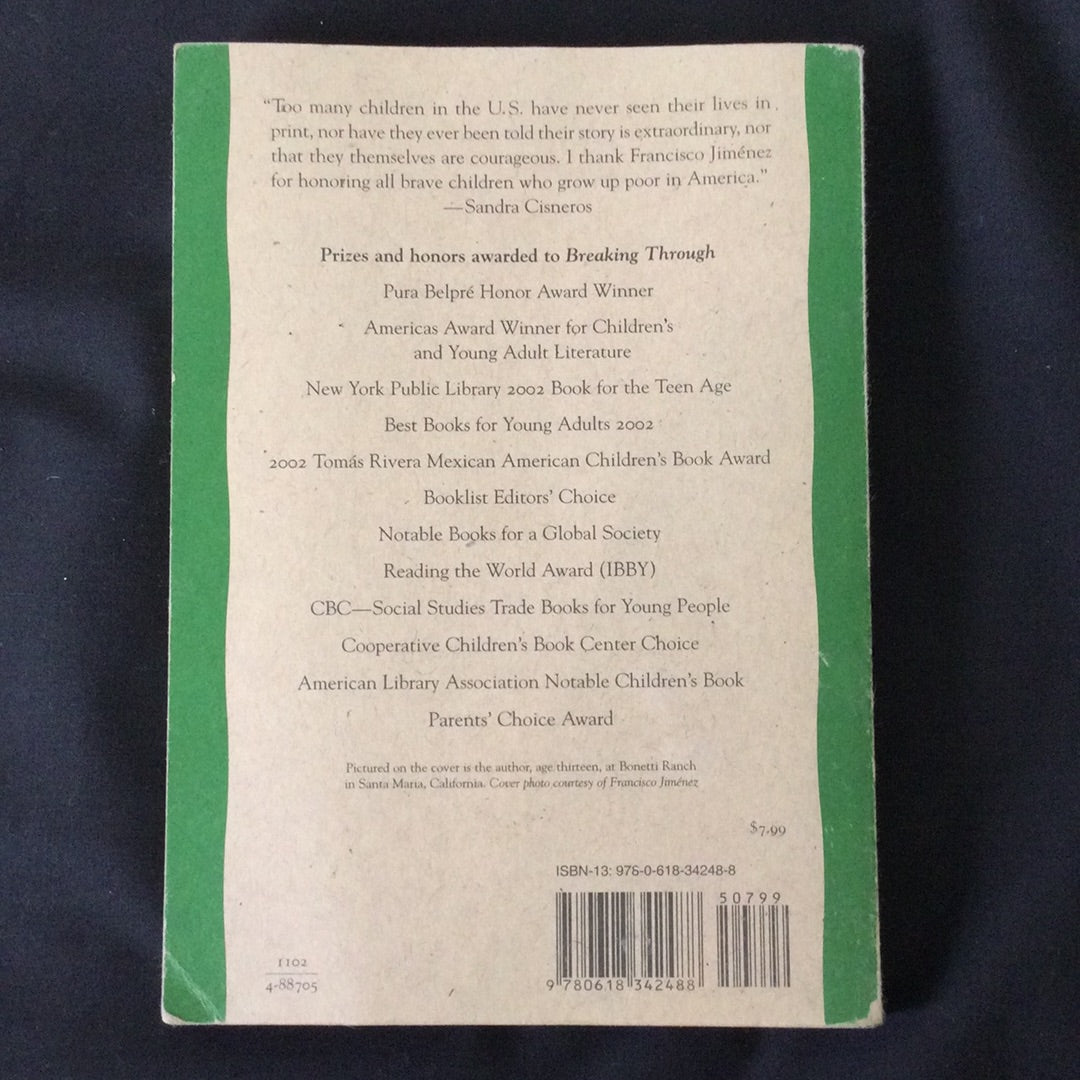 “Too many children in the U.S. have never seen their lives in
print, nor have they ever been told their story is extraordinary, nor
that they themselves are courageous. I thank Francisco Jiménez
for honoring all brave children who grow up poor in America.”
—Sandra Cisneros
Prizes and honors awarded to Breaking Through
Pura Belpré Honor Award Winner
Americas Award Winner for Children’s
and Young Adult Literature
New York Public Library 2002 Book for the Teen Age
Best Books for Young Adults 2002
2002 Tomás Rivera Mexican American Children’s Book Award
Booklist Editors’ Choice
Notable Books for a Global Society
Reading the World Award (IBBY)
CBC—Social Studies Trade Books for Young People
Cooperative Children’s Book Center Choice
American Library Association Notable Children’s Book
Parents’ Choice Award
Pictured on the cover is the author, age thirteen, at Bonetti Ranch
in Santa Maria, California. Cover photo courtesy of Francisco Jiménez
$7.99
ISBN-13: 978-0-618-34248-8
50799
9 780618 342488
1102
4-88705